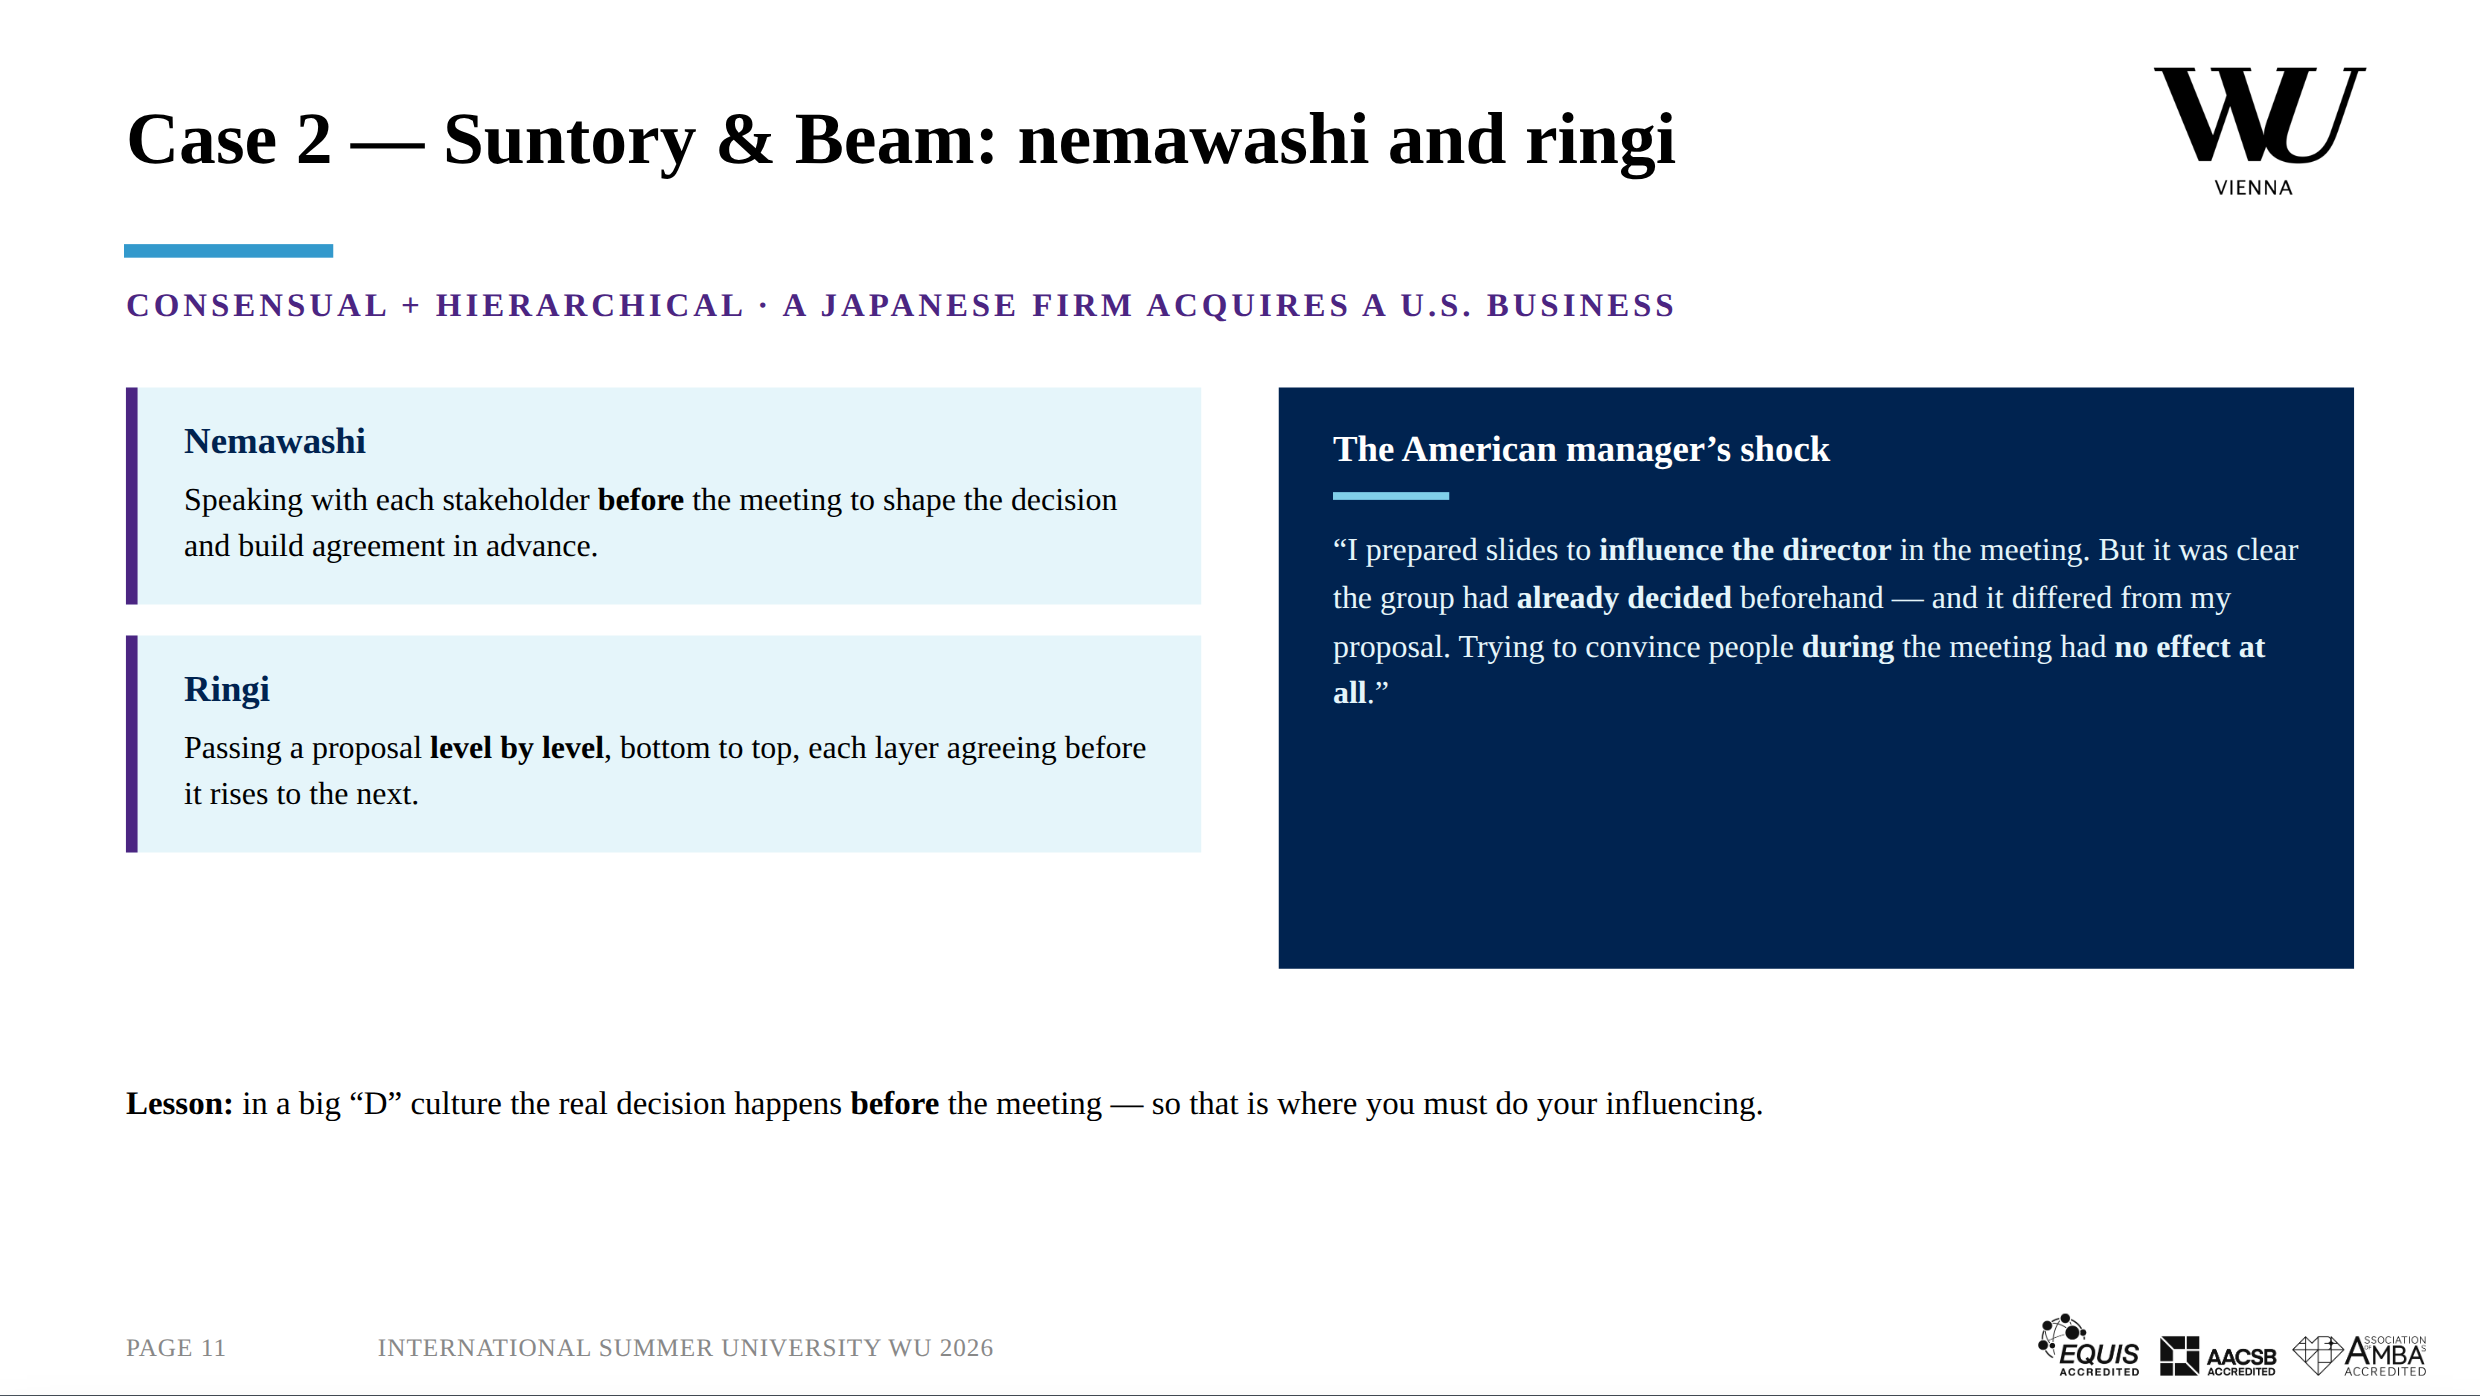 Case 2 — Suntory & Beam: nemawashi and ringi
WU
VIENNA
CONSENSUAL + HIERARCHICAL · A JAPANESE FIRM ACQUIRES A U.S. BUSINESS
Nemawashi
Speaking with each stakeholder before the meeting to shape the decision
and build agreement in advance.
Ringi
Passing a proposal level by level, bottom to top, each layer agreeing before
it rises to the next.
The American manager’s shock
“I prepared slides to influence the director in the meeting. But it was clear
the group had already decided beforehand — and it differed from my
proposal. Trying to convince people during the meeting had no effect at
all.”
Lesson: in a big “D” culture the real decision happens before the meeting — so that is where you must do your influencing.
PAGE 11
INTERNATIONAL SUMMER UNIVERSITY WU 2026
EQUIS
ACCREDITED
AACSB
ACCREDITED
ASSOCIATION
OF
MBAS
ACCREDITED